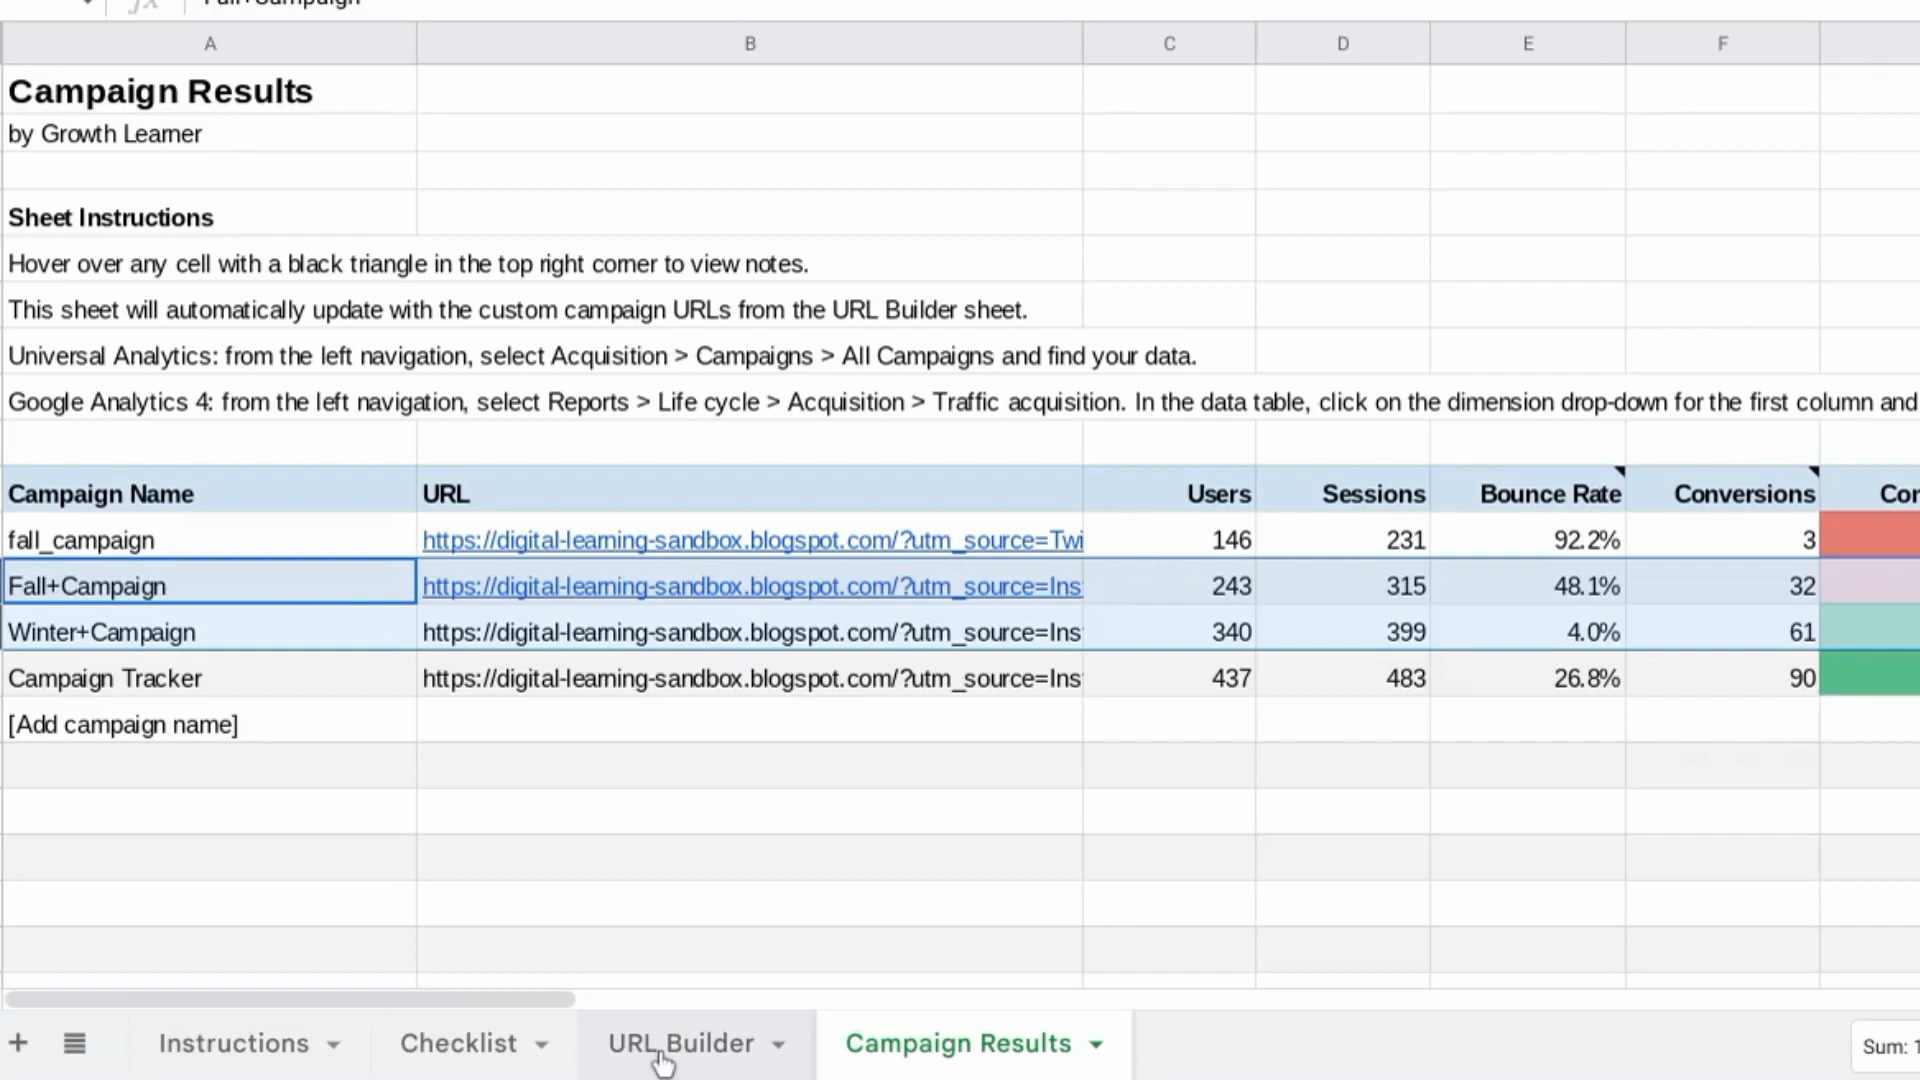 Fall+Campaign
A B C D E F
Campaign Results
by Growth Learner
Sheet Instructions
Hover over any cell with a black triangle in the top right corner to view notes.
This sheet will automatically update with the custom campaign URLs from the URL Builder sheet.
Universal Analytics: from the left navigation, select Acquisition > Campaigns > All Campaigns and find your data.
Google Analytics 4: from the left navigation, select Reports > Life cycle > Acquisition > Traffic acquisition. In the data table, click on the dimension drop-down for the first column and
Campaign Name URL Users Sessions Bounce Rate Conversions
fall_campaign https://digital-learning-sandbox.blogspot.com/?utm_source=Twi 146 231 92.2% 3
Fall+Campaign https://digital-learning-sandbox.blogspot.com/?utm_source=Ins 243 315 48.1% 32
Winter+Campaign https://digital-learning-sandbox.blogspot.com/?utm_source=Ins 340 399 4.0% 61
Campaign Tracker https://digital-learning-sandbox.blogspot.com/?utm_source=Ins 437 483 26.8% 90
[Add campaign name]
+ Instructions Checklist URL Builder Campaign Results Sum: 1